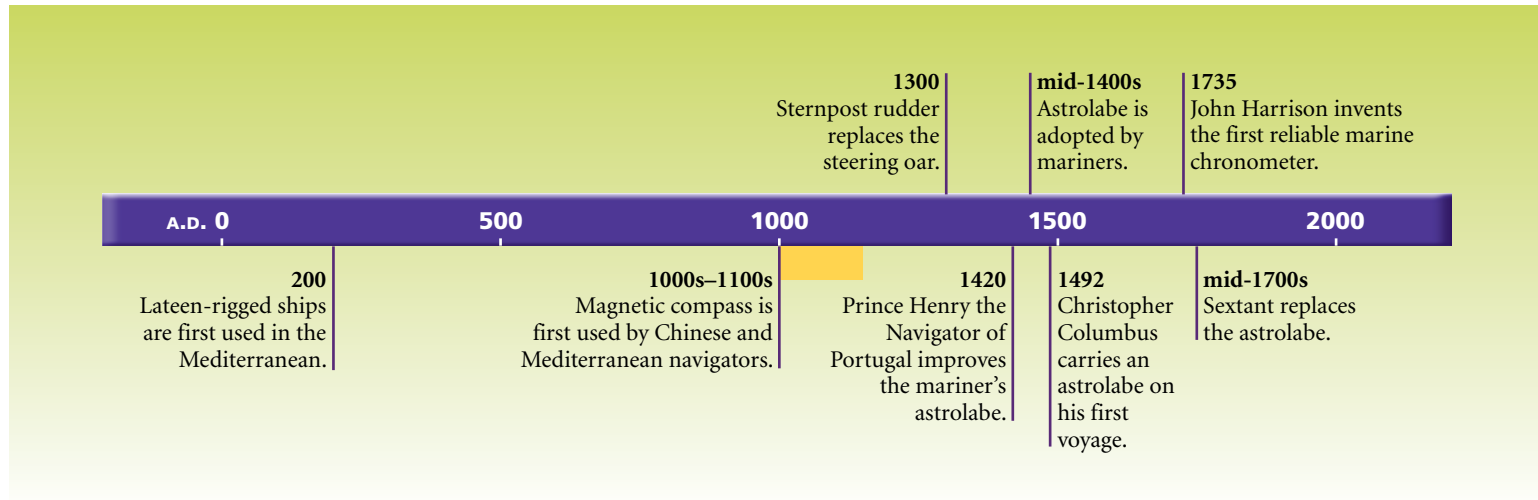 1300
Sternpost rudder
replaces the
steering oar.
mid-1400s
Astrolabe is
adopted by
mariners.
1735
John Harrison invents
the first reliable marine
chronometer.
A.D. 0
500
1000
1500
2000
200
Lateen-rigged ships
are first used in the
Mediterranean.
1000s–1100s
Magnetic compass is
first used by Chinese and
Mediterranean navigators.
1420
Prince Henry the
Navigator of
Portugal improves
the mariner’s
astrolabe.
1492
Christopher
Columbus
carries an
astrolabe on
his first
voyage.
mid-1700s
Sextant replaces
the astrolabe.